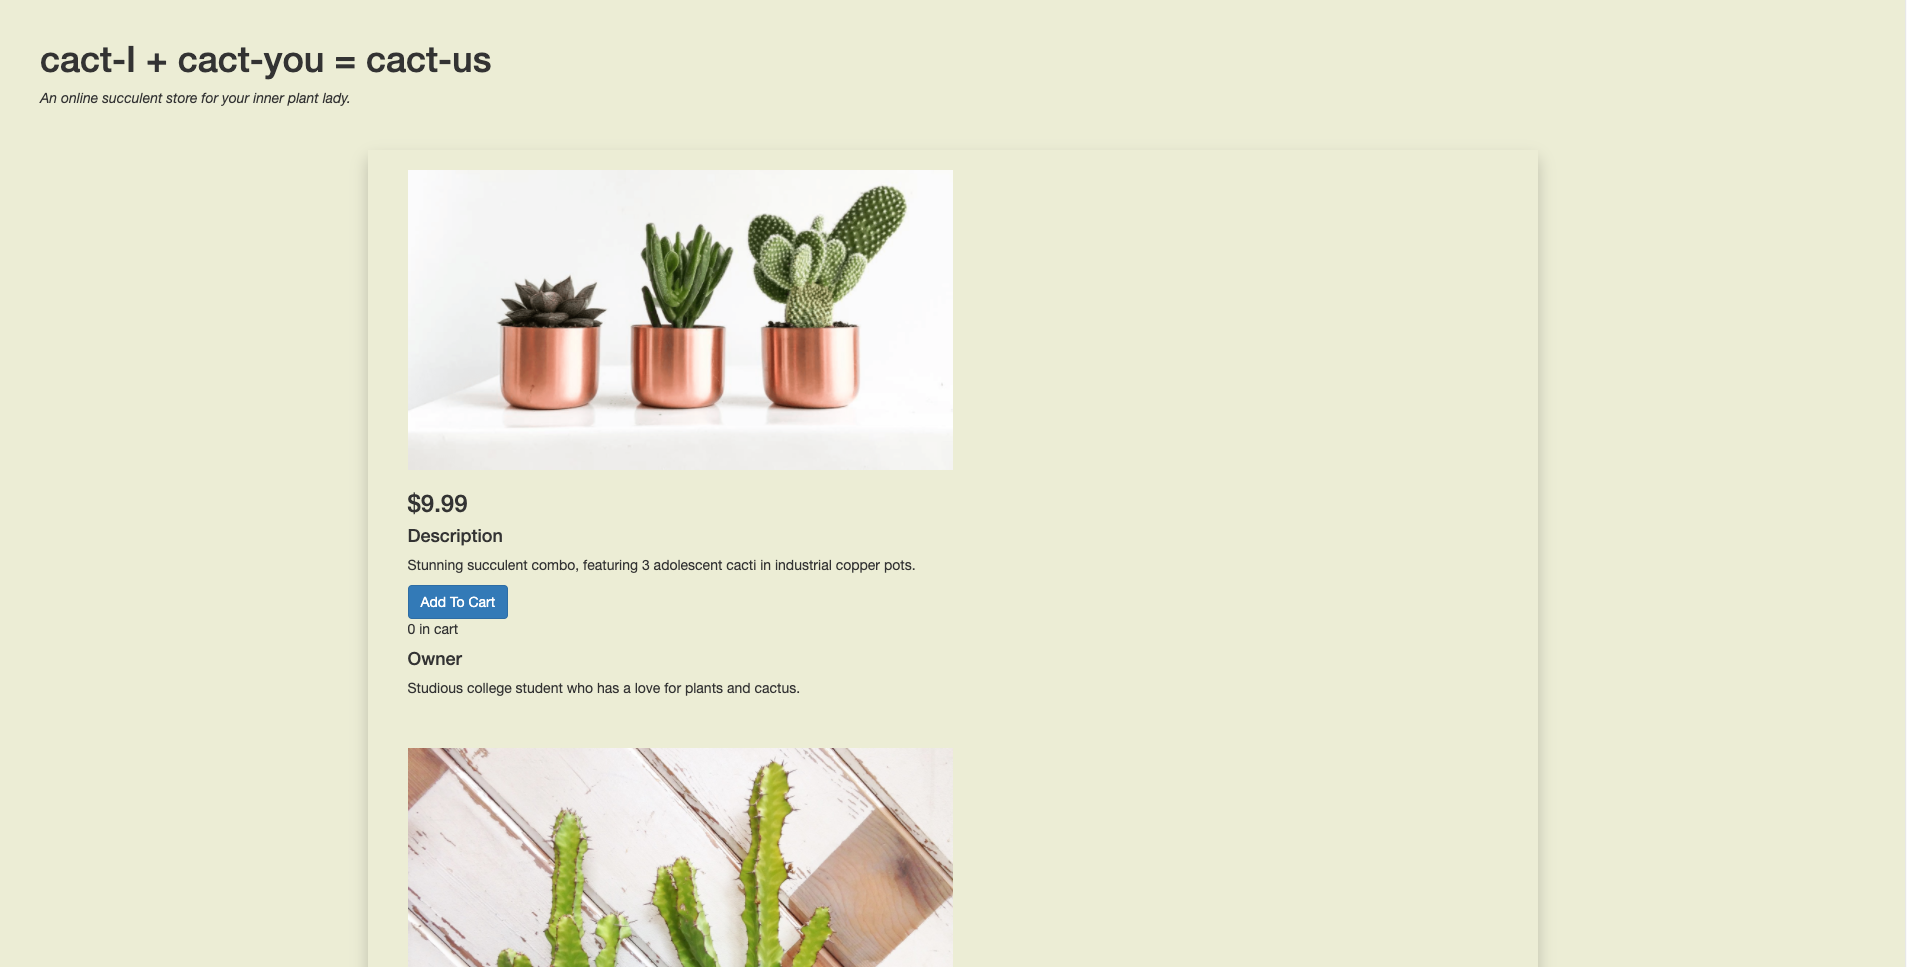 cact-I + cact-you = cact-us
An online succulent store for your inner plant lady.
$9.99
Description
Stunning succulent combo, featuring 3 adolescent cacti in industrial copper pots.
Add To Cart
0 in cart
Owner
Studious college student who has a love for plants and cactus.